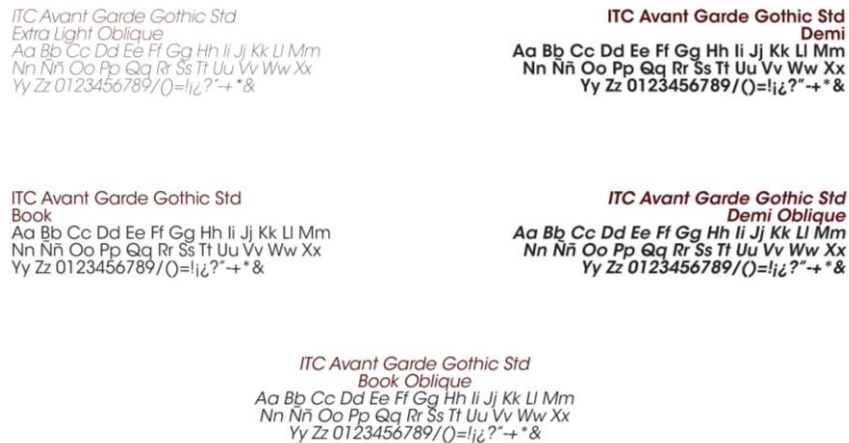 ITC Avant Garde Gothic Std
Extra Light Oblique
Aa Bb Cc Dd Ee Ff Gg Hh Ii Jj Kk Ll Mm
Nn Ññ Oo Pp Qq Rr Ss Tt Uu Vv Ww Xx
Yy Zz 0123456789/()=!¡¿?"-+*&
ITC Avant Garde Gothic Std
Demi
Aa Bb Cc Dd Ee Ff Gg Hh Ii Jj Kk Ll Mm
Nn Ññ Oo Pp Qq Rr Ss Tt Uu Vv Ww Xx
Yy Zz 0123456789/()=!¡¿?"-+*&
ITC Avant Garde Gothic Std
Book
Aa Bb Cc Dd Ee Ff Gg Hh Ii Jj Kk Ll Mm
Nn Ññ Oo Pp Qq Rr Ss Tt Uu Vv Ww Xx
Yy Zz 0123456789/()=!¡¿?"-+*&
ITC Avant Garde Gothic Std
Demi Oblique
Aa Bb Cc Dd Ee Ff Gg Hh Ii Jj Kk Ll Mm
Nn Ññ Oo Pp Qq Rr Ss Tt Uu Vv Ww Xx
Yy Zz 0123456789/()=!¡¿?"-+*&
ITC Avant Garde Gothic Std
Book Oblique
Aa Bb Cc Dd Ee Ff Gg Hh Ii Jj Kk Ll Mm
Nn Ññ Oo Pp Qq Rr Ss Tt Uu Vv Ww Xx
Yy Zz 0123456789/()=!¡¿?"-+*&